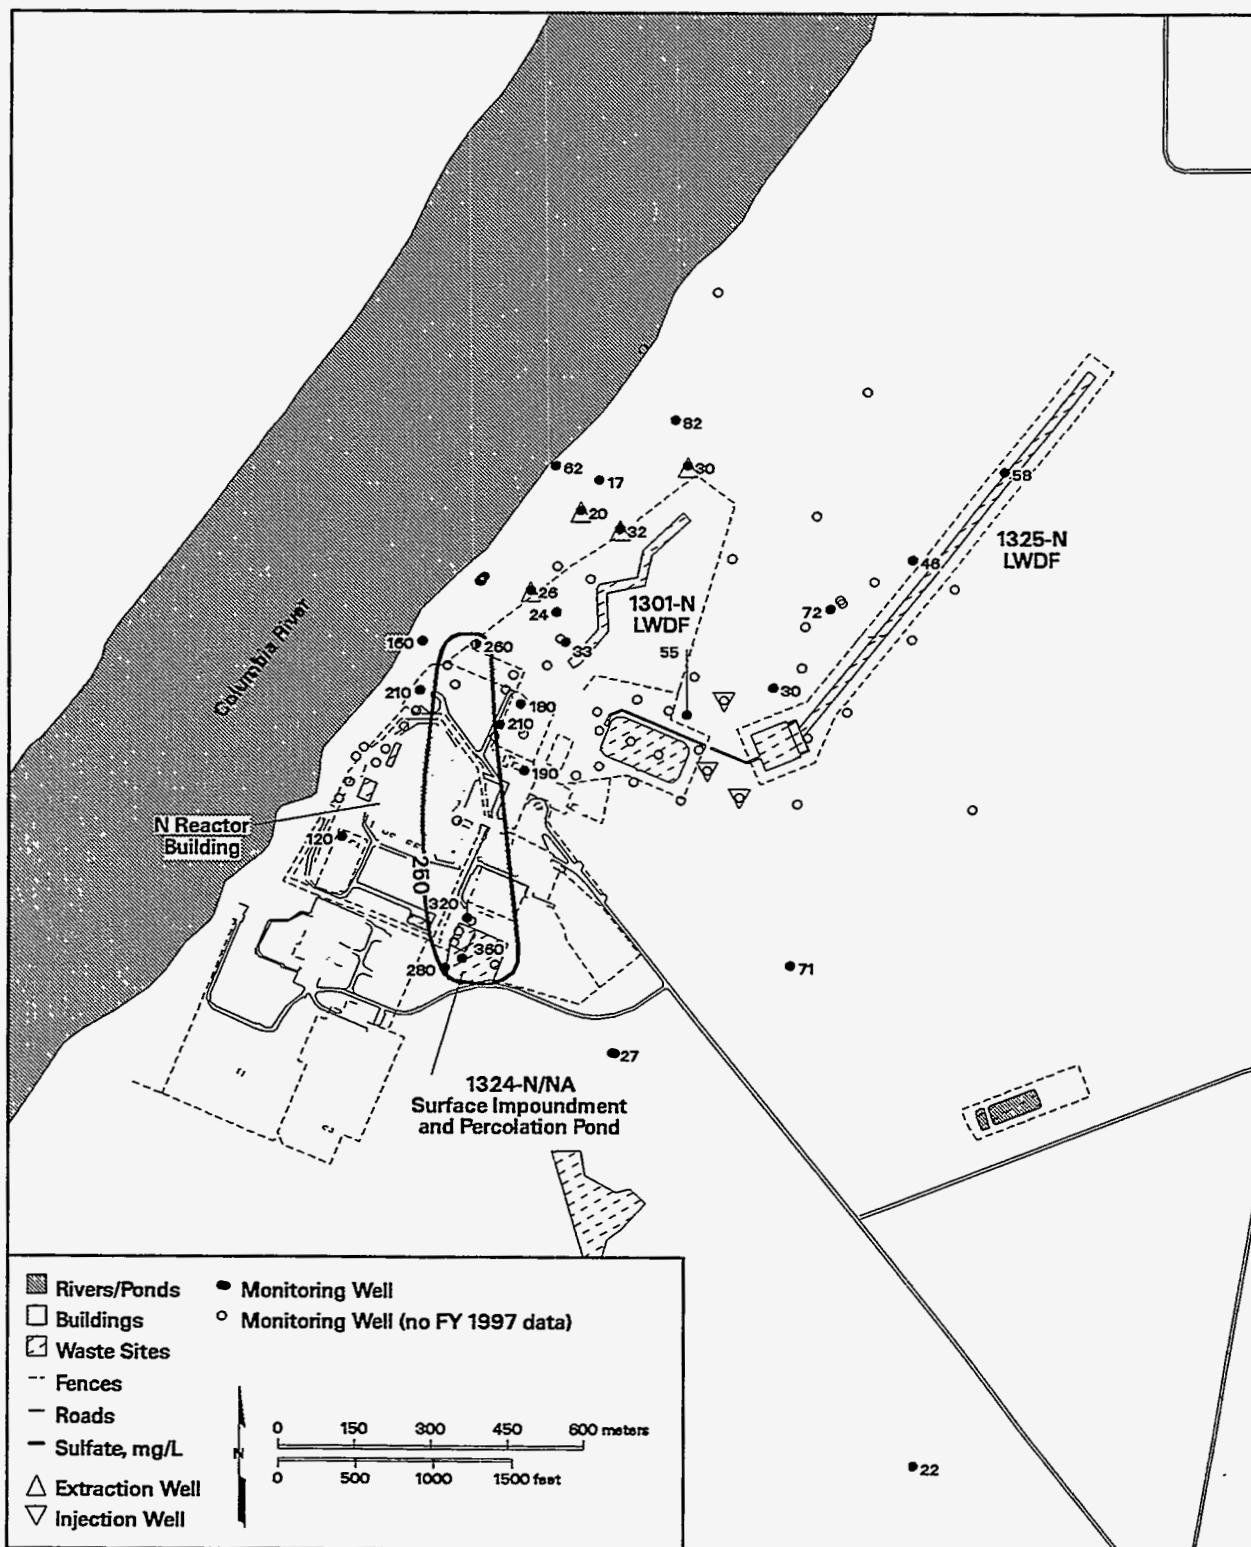 82
62
30
17
20
32
58
1325-N
LWDF
46
26
24
1301-N
LWDF
72
160
260
33
55
Columbia River
210
180
30
210
190
N Reactor
Building
120
250
320
360
280
71
27
1324-N/NA
Surface Impoundment
and Percolation Pond
Rivers/Ponds
Monitoring Well
Buildings
Monitoring Well (no FY 1997 data)
Waste Sites
Fences
Roads
Sulfate, mg/L
Extraction Well
Injection Well
N
0 150 300 450 600 meters
0 500 1000 1500 feet
22